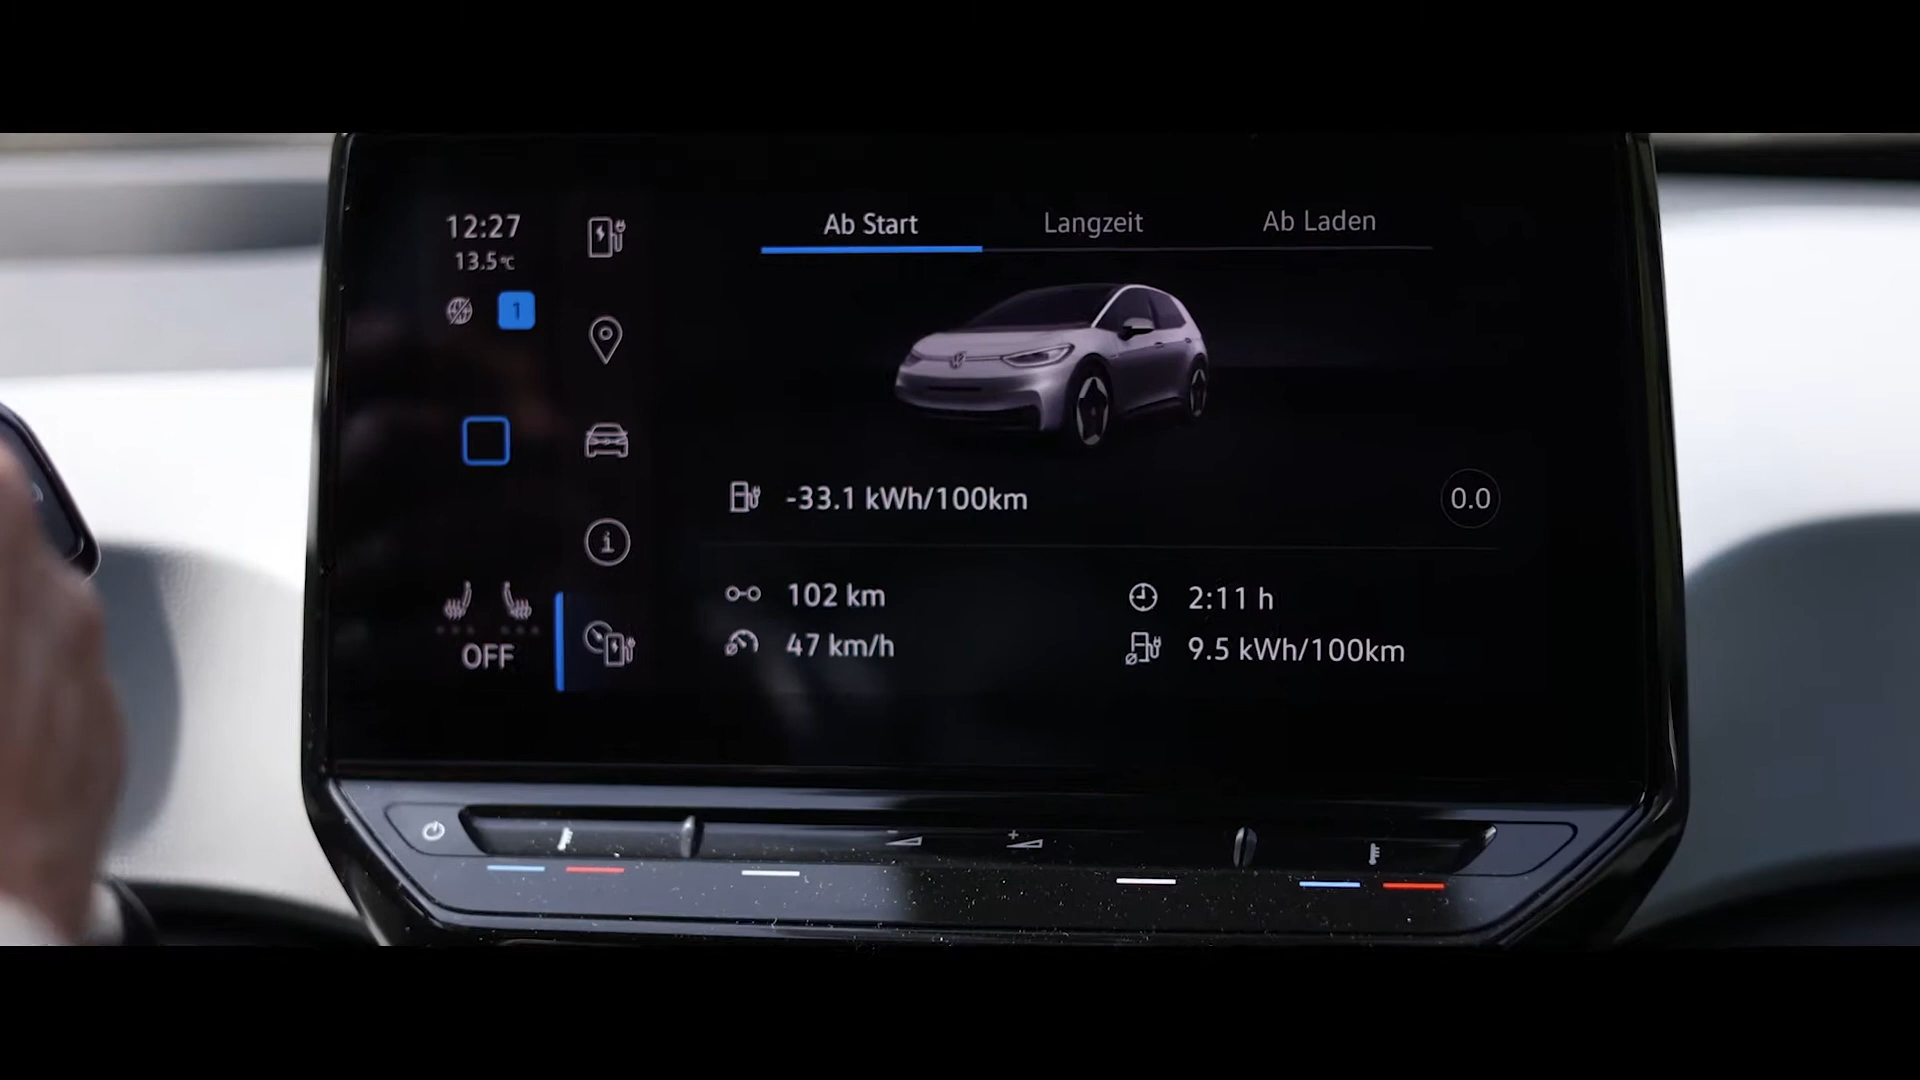 12:27
13.5°C
1
OFF
Ab Start
Langzeit
Ab Laden
-33.1 kWh/100km
0.0
102 km
2:11 h
47 km/h
9.5 kWh/100km